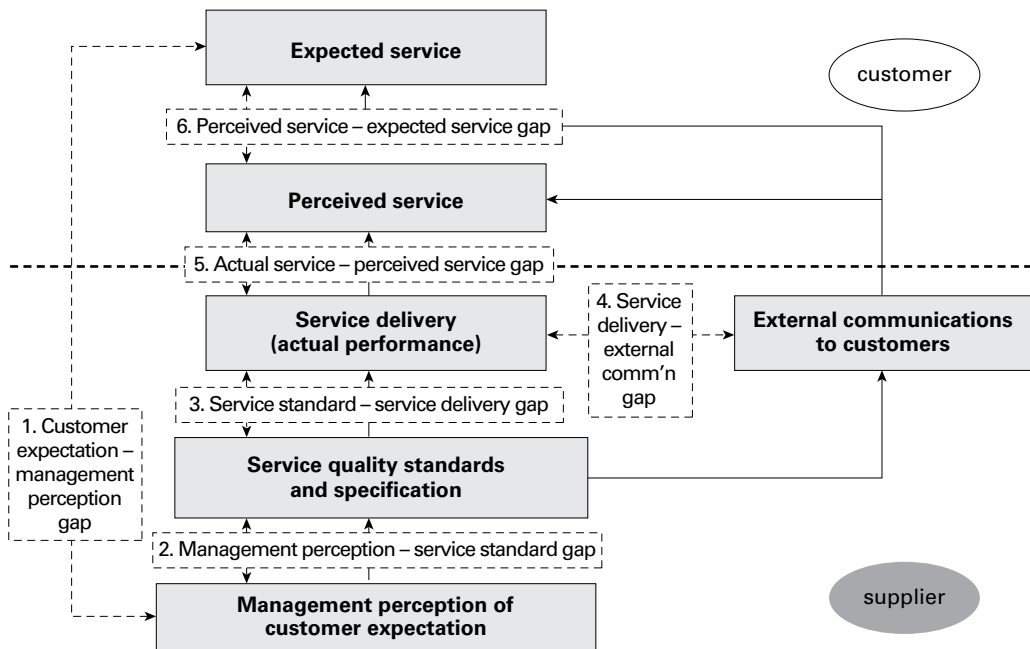 Expected service
customer
6. Perceived service – expected service gap
Perceived service
5. Actual service – perceived service gap
Service delivery
(actual performance)
4. Service
delivery –
external
comm’n
gap
External communications
to customers
3. Service standard – service delivery gap
1. Customer
expectation –
management
perception
gap
Service quality standards
and specification
2. Management perception – service standard gap
Management perception of
customer expectation
supplier